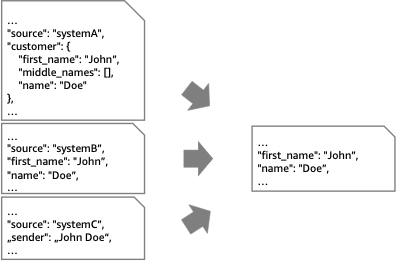 ...
"source": "systemA",
"customer": {
"first_name": "John",
"middle_names": [],
"name": "Doe"
},
...
...
"source": "systemB",
"first_name": "John",
"name": "Doe",
...
...
"source": "systemC",
„sender": „John Doe",
...
...
"first_name": "John",
"name": "Doe",
...